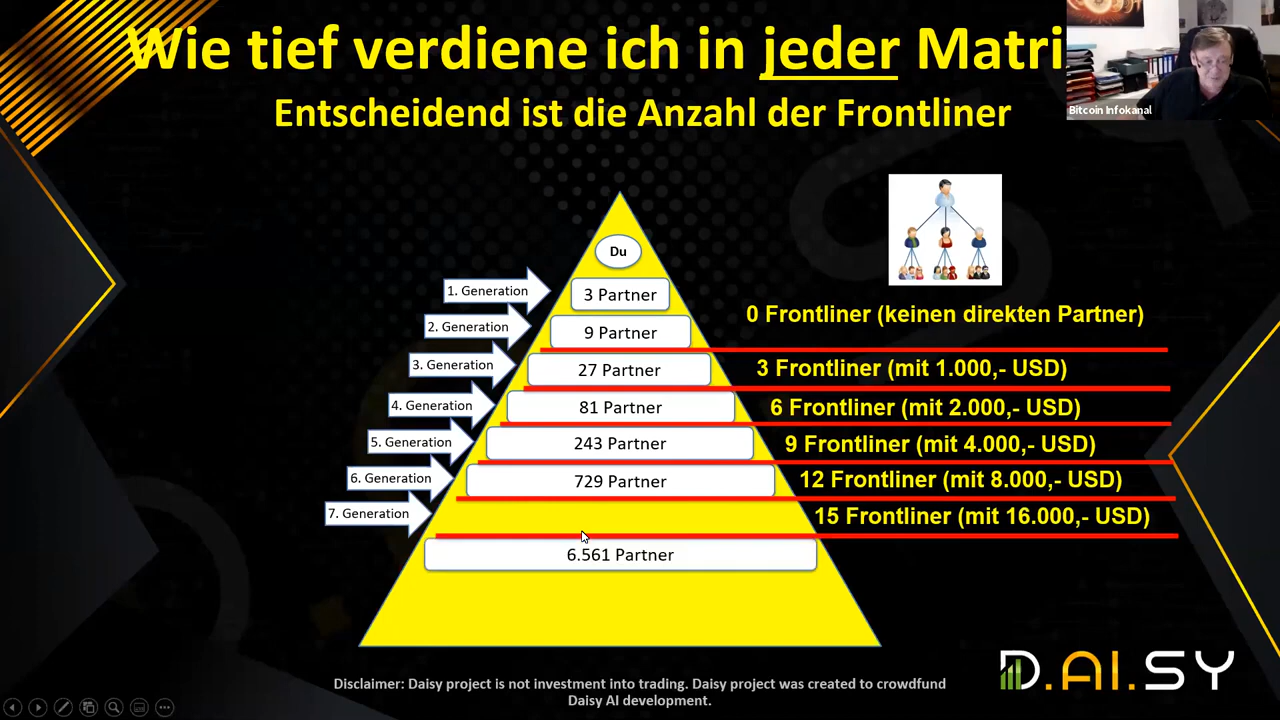 Wie tief verdiene ich in jeder Matri
Entscheidend ist die Anzahl der Frontliner
Bitcoin Infokanal
Du
1. Generation
3 Partner
0 Frontliner (keinen direkten Partner)
2. Generation
9 Partner
3. Generation
27 Partner
3 Frontliner (mit 1.000,- USD)
4. Generation
81 Partner
6 Frontliner (mit 2.000,- USD)
5. Generation
243 Partner
9 Frontliner (mit 4.000,- USD)
6. Generation
729 Partner
12 Frontliner (mit 8.000,- USD)
7. Generation
15 Frontliner (mit 16.000,- USD)
6.561 Partner
D.AI.SY
Disclaimer: Daisy project is not investment into trading. Daisy project was created to crowdfund
Daisy AI development.